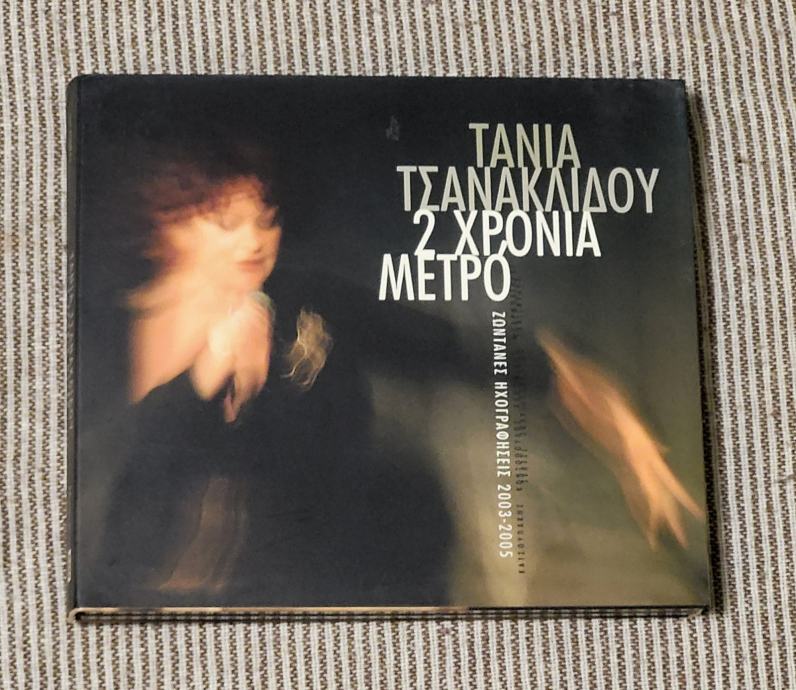 ΤΑΝΙΑ
ΤΣΑΝΑΚΛΙΔΟΥ
2 ΧΡΟΝΙΑ
ΜΕΤΡΟ
ΖΩΝΤΑΝΕΣ ΗΧΟΓΡΑΦΗΣΕΙΣ 2003-2005